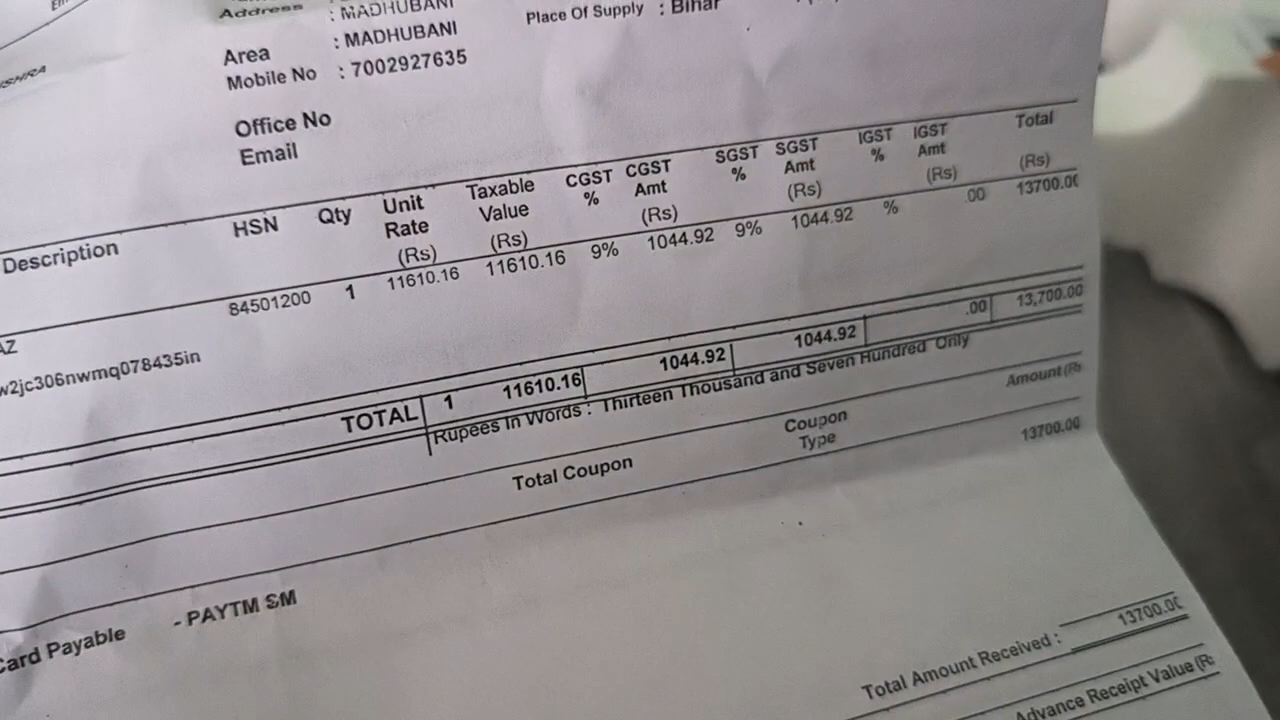 Address : MADHUBANI
Place Of Supply : Bihar
Area : MADHUBANI
Mobile No : 7002927635
Office No
Email
Description HSN Qty Unit Rate (Rs) Taxable Value (Rs) CGST % CGST Amt (Rs) SGST % SGST Amt (Rs) IGST % IGST Amt (Rs) Total (Rs)
84501200 1 11610.16 11610.16 9% 1044.92 9% 1044.92 % 00 13700.00
AZ
w2jc306nwmq078435in
TOTAL 1 11610.16 1044.92 1044.92 .00 13,700.00
Rupees In Words : Thirteen Thousand and Seven Hundred Only
Total Coupon Coupon Type Amount (Rs
13700.00
Card Payable - PAYTM SM
Total Amount Received : 13700.00
Advance Receipt Value (Rs